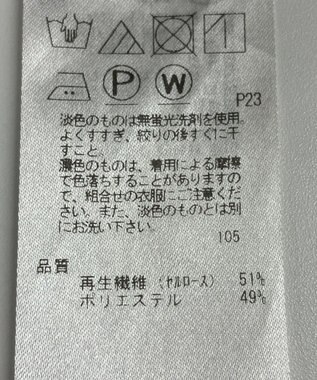 P W
P23
淡色のものは無蛍光洗剤を使用。
よくすすぎ、絞りの後すぐに干
すこと。
濃色のものは、着用による摩擦
で色落ちすることがありますの
で、組合せの衣服にご注意くだ
さい。また、淡色のものとは別
にお洗い下さい。
105
品質
再生繊維（ｾﾙﾛｰｽ） 51%
ポリエステル 49%